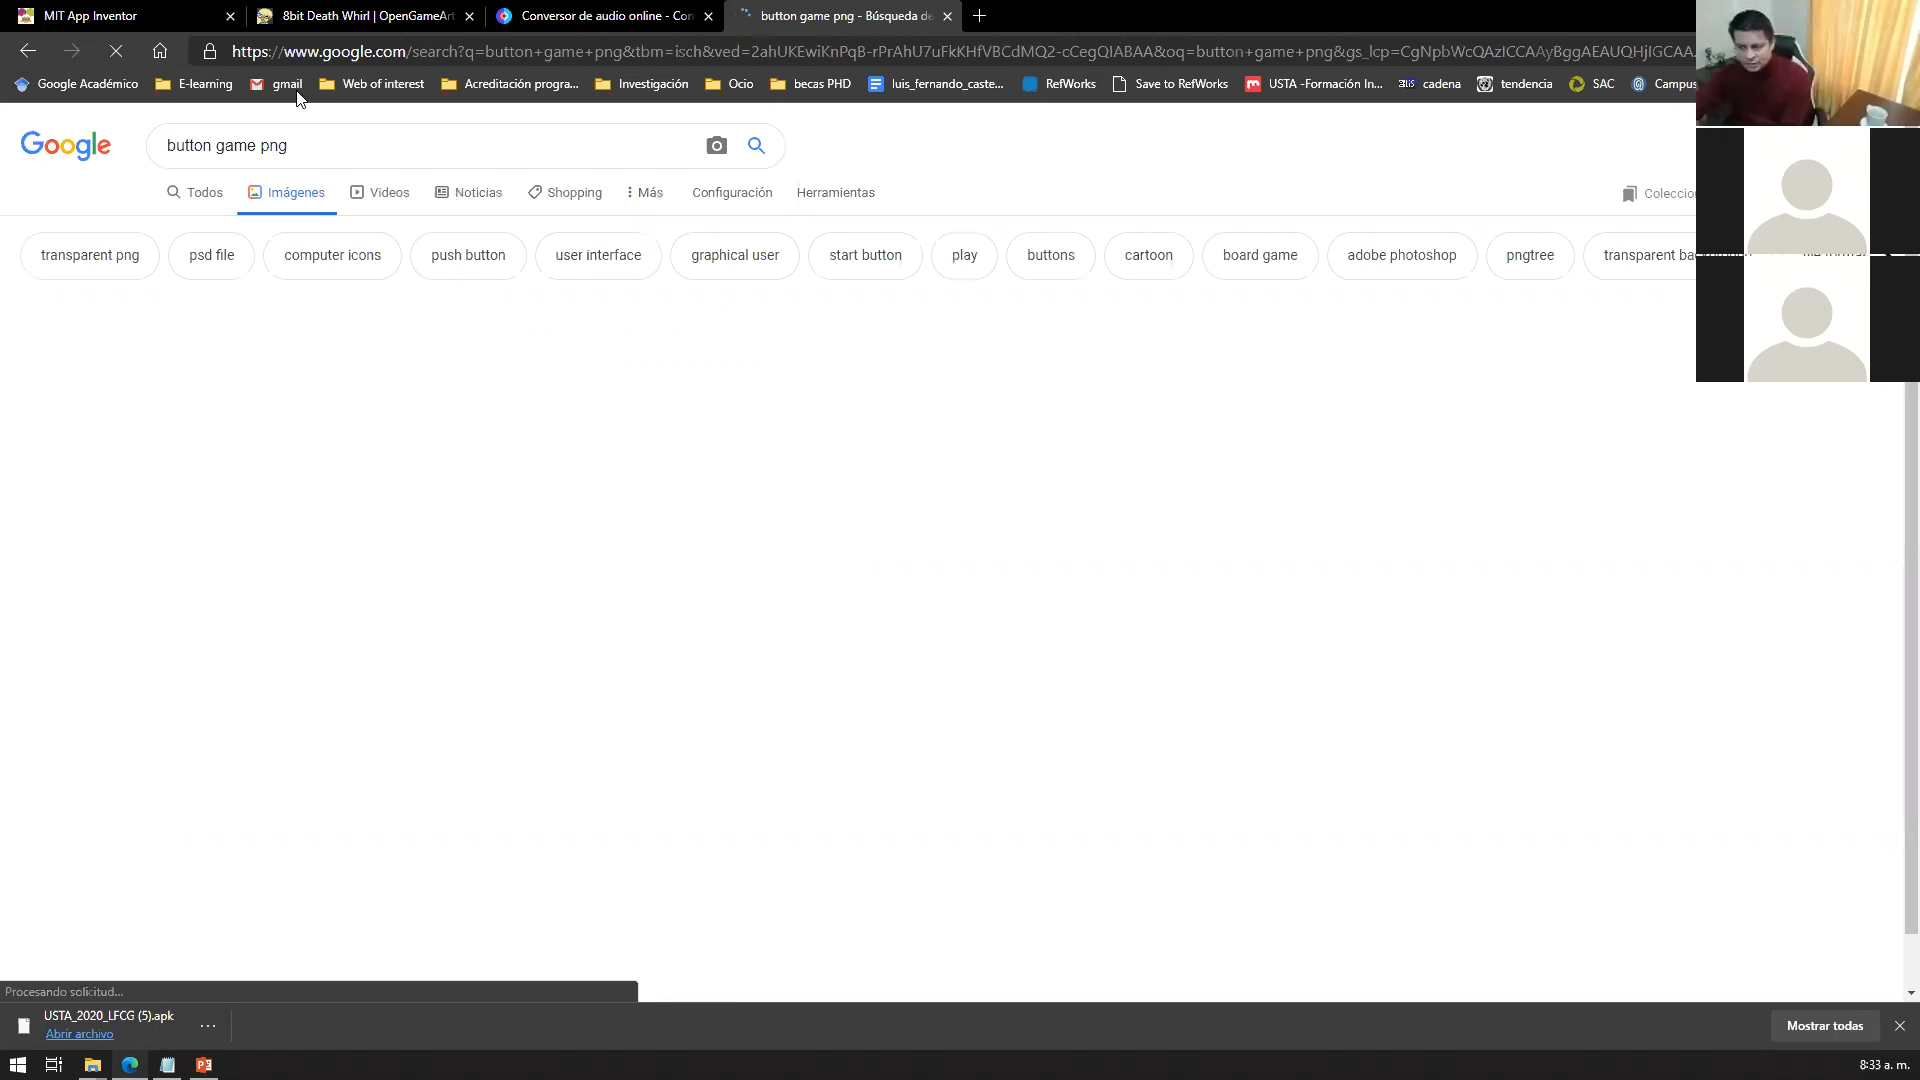 MIT App Inventor
8bit Death Whirl | OpenGameArt
Conversor de audio online - Con
button game png - Búsqueda de
https://www.google.com/search?q=button+game+png&tbm=isch&ved=2ahUKEwiKnPqB-rPrAhU7uFkKHfVBCdMQ2-cCegQIABAA&oq=button+game+png&gs_lcp=CgNpbWcQAzICCAAyBggAEAUQHjIGCAA
Google Académico
E-learning
gmail
Web of interest
Acreditación progra...
Investigación
Ocio
becas PHD
luis_fernando_caste...
RefWorks
Save to RefWorks
USTA -Formación In...
cadena
tendencia
SAC
Campus
Google
button game png
Todos
Imágenes
Videos
Noticias
Shopping
Más
Configuración
Herramientas
Coleccion
transparent png
psd file
computer icons
push button
user interface
graphical user
start button
play
buttons
cartoon
board game
adobe photoshop
pngtree
transparent ba
Procesando solicitud...
USTA_2020_LFCG (5).apk
Abrir archivo
Mostrar todas
8:33 a. m.